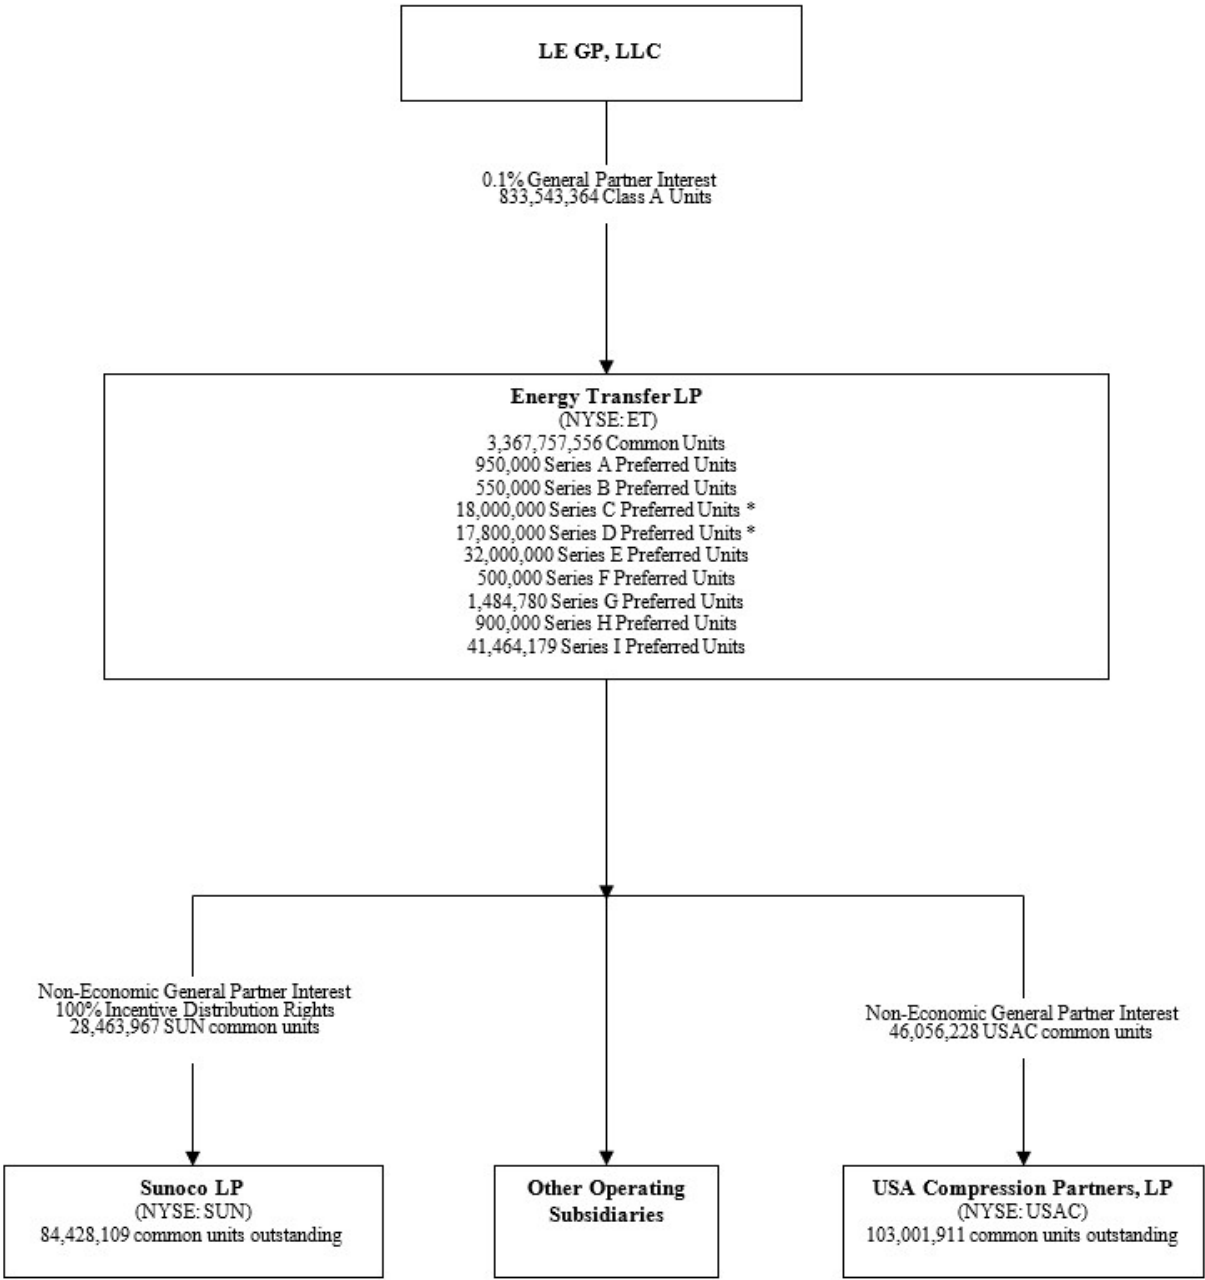 LE GP, LLC
0.1% General Partner Interest
833,543,364 Class A Units
Energy Transfer LP
(NYSE: ET)
3,367,757,556 Common Units
950,000 Series A Preferred Units
550,000 Series B Preferred Units
18,000,000 Series C Preferred Units *
17,800,000 Series D Preferred Units *
32,000,000 Series E Preferred Units
500,000 Series F Preferred Units
1,484,780 Series G Preferred Units
900,000 Series H Preferred Units
41,464,179 Series I Preferred Units
Non-Economic General Partner Interest
100% Incentive Distribution Rights
28,463,967 SUN common units
Non-Economic General Partner Interest
46,056,228 USAC common units
Sunoco LP
(NYSE: SUN)
84,428,109 common units outstanding
Other Operating
Subsidiaries
USA Compression Partners, LP
(NYSE: USAC)
103,001,911 common units outstanding